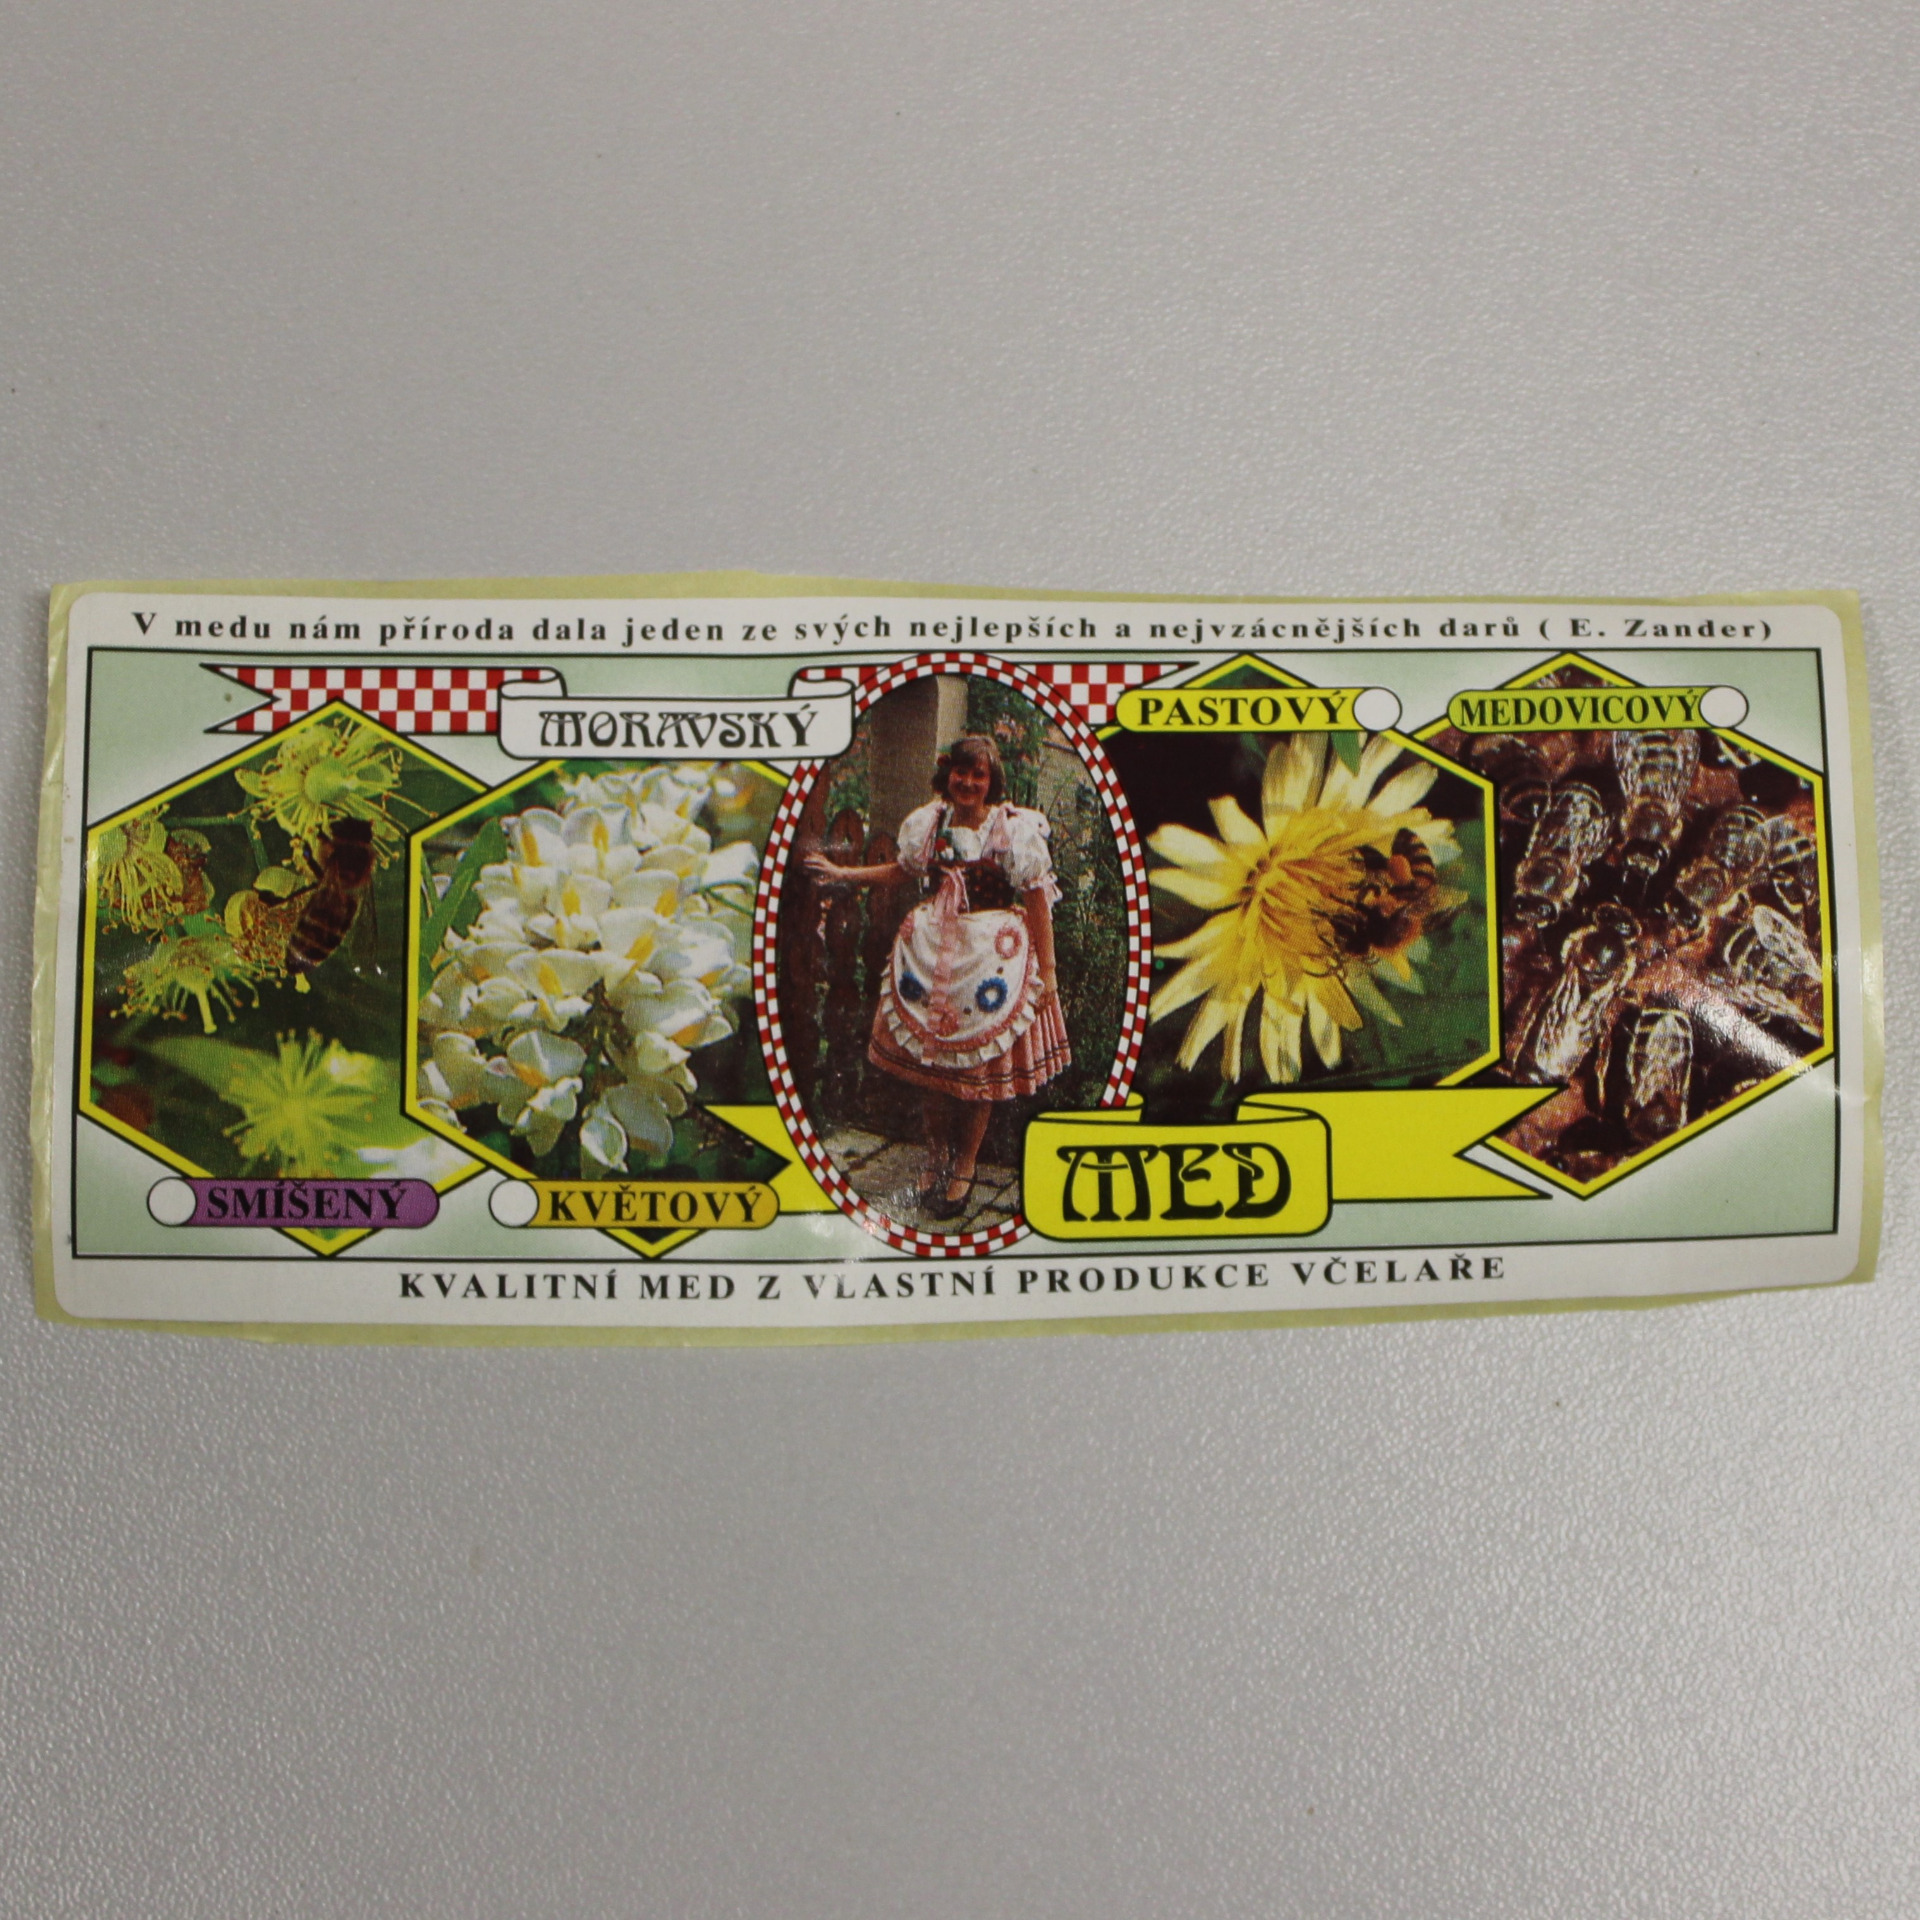 V medu nám příroda dala jeden ze svých nejlepších a nejvzácnějších darů ( E. Zander)
MORAVSKÝ
PASTOVÝ
MEDOVICOVÝ
SMÍŠENÝ
KVĚTOVÝ
MED
KVALITNÍ MED Z VLASTNÍ PRODUKCE VČELAŘE